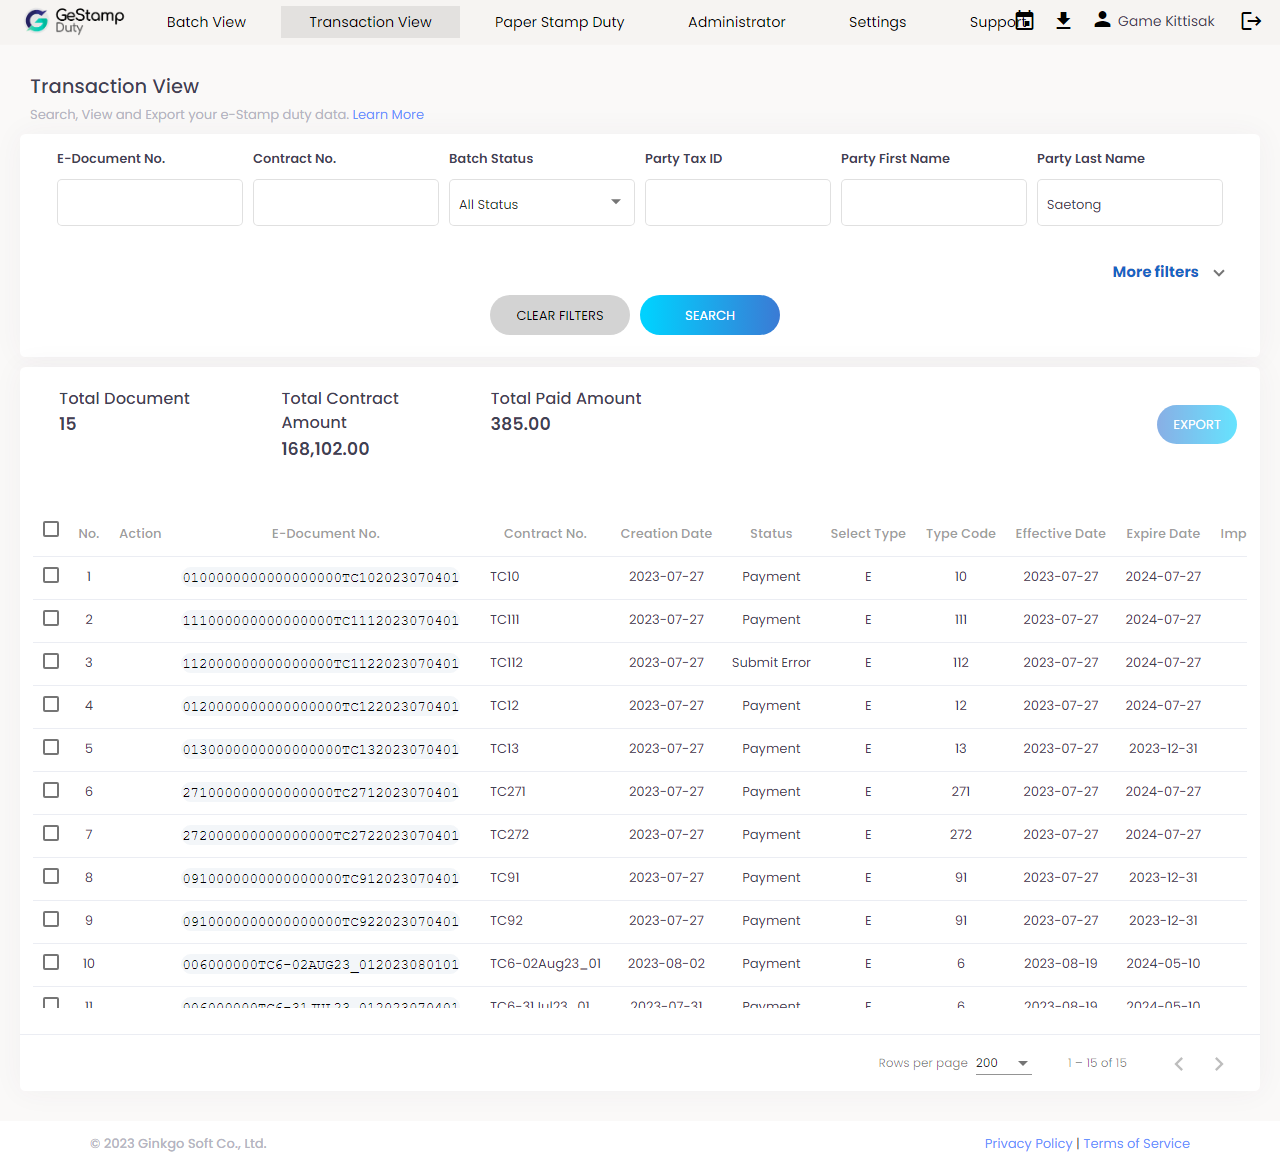 GeStamp
Duty
Batch View
Transaction View
Paper Stamp Duty
Administrator
Settings
Support
Game Kittisak
Transaction View
Search, View and Export your e-Stamp duty data. Learn More
E-Document No. Contract No. Batch Status Party Tax ID Party First Name Party Last Name
All Status Saetong
More filters
CLEAR FILTERS SEARCH
Total Document Total Contract Amount Total Paid Amount
15 168,102.00 385.00
EXPORT
No. Action E-Document No. Contract No. Creation Date Status Select Type Type Code Effective Date Expire Date Imp
1 0100000000000000000TC102023070401 TC10 2023-07-27 Payment E 10 2023-07-27 2024-07-27
2 111000000000000000TC1112023070401 TC111 2023-07-27 Payment E 111 2023-07-27 2024-07-27
3 112000000000000000TC1122023070401 TC112 2023-07-27 Submit Error E 112 2023-07-27 2024-07-27
4 0120000000000000000TC122023070401 TC12 2023-07-27 Payment E 12 2023-07-27 2024-07-27
5 0130000000000000000TC132023070401 TC13 2023-07-27 Payment E 13 2023-07-27 2023-12-31
6 271000000000000000TC2712023070401 TC271 2023-07-27 Payment E 271 2023-07-27 2024-07-27
7 272000000000000000TC2722023070401 TC272 2023-07-27 Payment E 272 2023-07-27 2024-07-27
8 0910000000000000000TC912023070401 TC91 2023-07-27 Payment E 91 2023-07-27 2023-12-31
9 0910000000000000000TC922023070401 TC92 2023-07-27 Payment E 91 2023-07-27 2023-12-31
10 006000000TC6-02AUG23_012023080101 TC6-02Aug23_01 2023-08-02 Payment E 6 2023-08-19 2024-05-10
11 006000000TC6-31JUL23_012023070401 TC6-31Jul23_01 2023-07-31 Payment E 6 2023-08-19 2024-05-10
Rows per page 200 1 – 15 of 15
© 2023 Ginkgo Soft Co., Ltd. Privacy Policy | Terms of Service